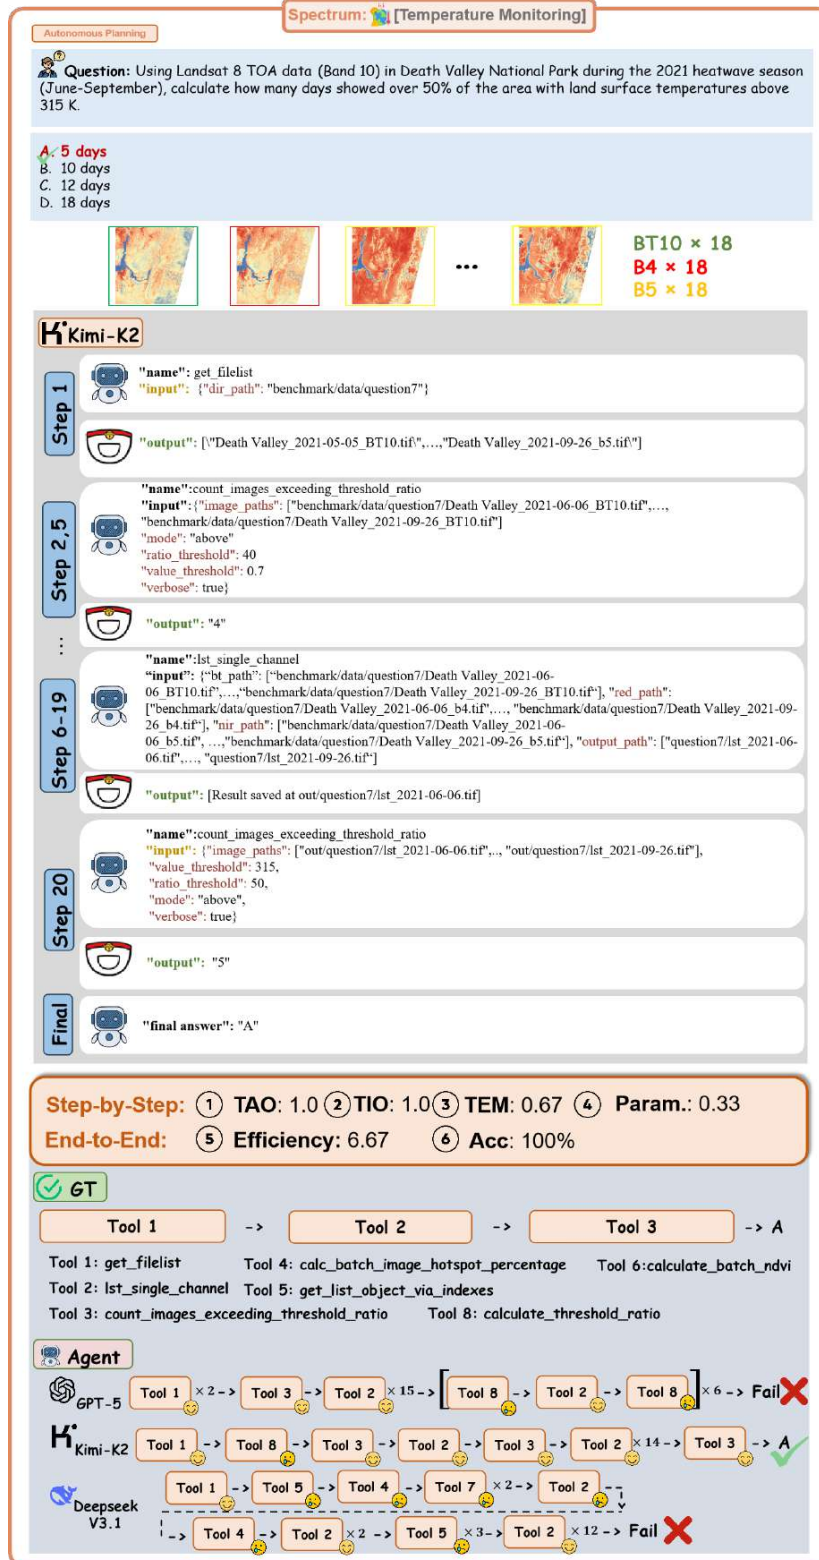 Spectrum: [Temperature Monitoring]
Autonomous Planning
Question: Using Landsat 8 TOA data (Band 10) in Death Valley National Park during the 2021 heatwave season
(June-September), calculate how many days showed over 50% of the area with land surface temperatures above
315 K.
A. 5 days
B. 10 days
C. 12 days
D. 18 days
...
BT10 × 18
B4 × 18
B5 × 18
Kimi-K2
Step 1
"name": get_filelist
"input": {"dir_path": "benchmark/data/question7"}
"output": [\"Death Valley_2021-05-05_BT10.tif\",…,"Death Valley_2021-09-26_b5.tif\"]
Step 2,5
"name":count_images_exceeding_threshold_ratio
"input":{"image_paths": ["benchmark/data/question7/Death Valley_2021-06-06_BT10.tif",…,
"benchmark/data/question7/Death Valley_2021-09-26_BT10.tif"]
"mode": "above"
"ratio_threshold": 40
"value_threshold": 0.7
"verbose": true}
"output": "4"
...
Step 6-19
"name":lst_single_channel
“input”: {“bt_path”: [“benchmark/data/question7/Death Valley_2021-06-
06_BT10.tif”,…,“benchmark/data/question7/Death Valley_2021-09-26_BT10.tif“], "red_path":
["benchmark/data/question7/Death Valley_2021-06-06_b4.tif",…, "benchmark/data/question7/Death Valley_2021-09-
26_b4.tif“], "nir_path": ["benchmark/data/question7/Death Valley_2021-06-
06_b5.tif", …,"benchmark/data/question7/Death Valley_2021-09-26_b5.tif“], "output_path": ["question7/lst_2021-06-
06.tif",…, "question7/lst_2021-09-26.tif“]
"output": [Result saved at out/question7/lst_2021-06-06.tif]
Step 20
"name":count_images_exceeding_threshold_ratio
"input": {"image_paths": ["out/question7/lst_2021-06-06.tif",.., "out/question7/lst_2021-09-26.tif"],
"value_threshold": 315,
"ratio_threshold": 50,
"mode": "above",
"verbose": true}
"output": "5"
Final
"final answer": "A"
Step-by-Step: 1 TAO: 1.0 2 TIO: 1.0 3 TEM: 0.67 4 Param.: 0.33
End-to-End: 5 Efficiency: 6.67 6 Acc: 100%
GT
Tool 1 -> Tool 2 -> Tool 3 -> A
Tool 1: get_filelist Tool 4: calc_batch_image_hotspot_percentage Tool 6:calculate_batch_ndvi
Tool 2: lst_single_channel Tool 5: get_list_object_via_indexes
Tool 3: count_images_exceeding_threshold_ratio Tool 8: calculate_threshold_ratio
Agent
GPT-5 Tool 1 × 2 -> Tool 3 -> Tool 2 × 15 -> [ Tool 8 -> Tool 2 -> Tool 8 ] × 6 -> Fail
Kimi-K2 Tool 1 -> Tool 8 -> Tool 3 -> Tool 2 -> Tool 3 -> Tool 2 × 14 -> Tool 3 -> A
Deepseek V3.1 Tool 1 -> Tool 5 -> Tool 4 -> Tool 7 × 2 -> Tool 2
-> Tool 4 -> Tool 2 × 2 -> Tool 5 × 3 -> Tool 2 × 12 -> Fail